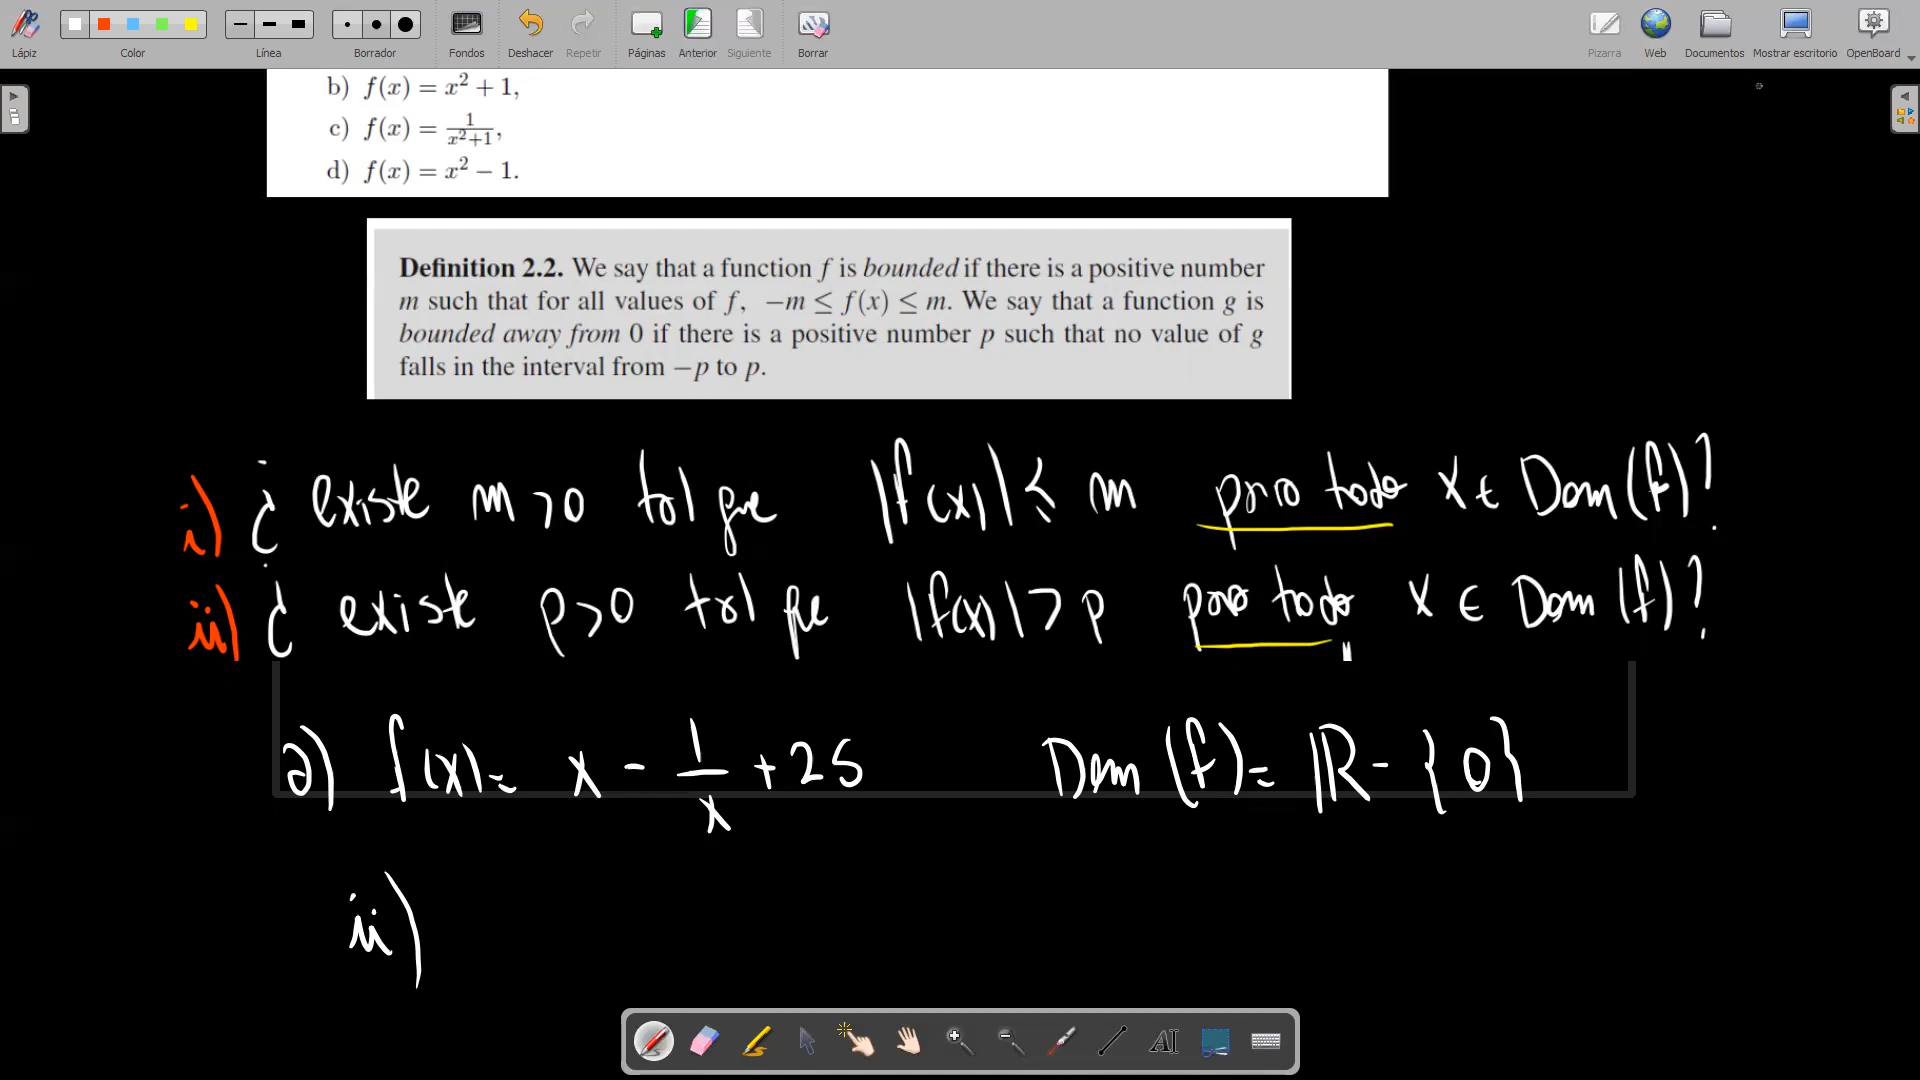 Lápiz Color Línea Borrador Fondos Deshacer Repetir Páginas Anterior Siguiente Borrar Pizarra Web Documentos Mostrar escritorio OpenBoard
b) f(x) = x² + 1,
c) f(x) = 1/(x²+1),
d) f(x) = x² − 1.
Definition 2.2. We say that a function f is bounded if there is a positive number
m such that for all values of f, −m ≤ f(x) ≤ m. We say that a function g is
bounded away from 0 if there is a positive number p such that no value of g
falls in the interval from −p to p.
i) ¿ existe m>0 tal que |f(x)| ≤ m para todo x ∈ Dom(f)?
ii) ¿ existe p>0 tal que |f(x)| > p para todo x ∈ Dom(f)?
a) f(x) = x - 1/x + 25 Dom(f) = ℝ - {0}
ii)